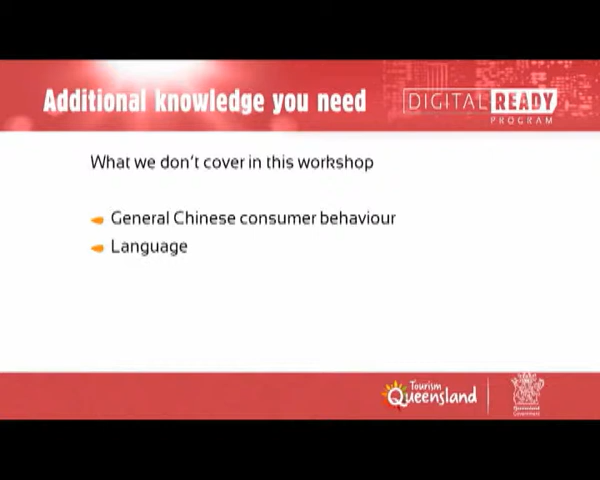 Additional knowledge you need
DIGITAL READY
PROGRAM
What we don't cover in this workshop
General Chinese consumer behaviour
Language
Tourism
Queensland
Queensland
Government